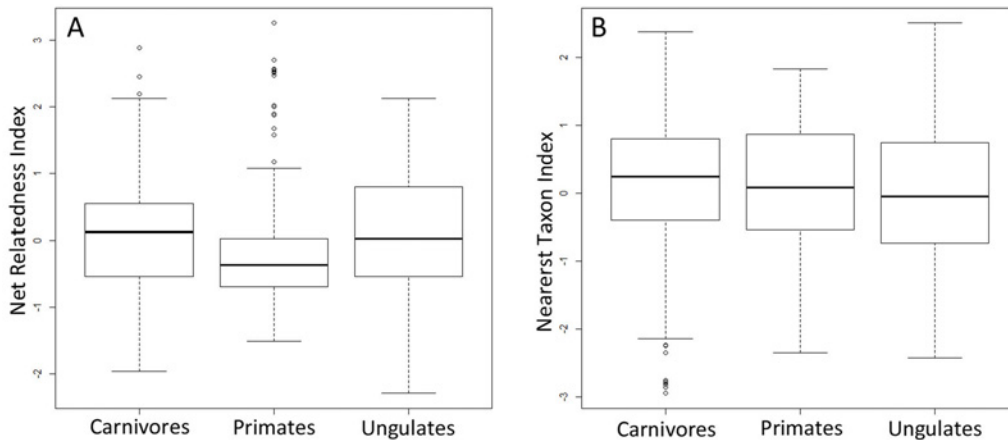 A
Net Relatedness Index
3
2
1
0
-1
-2
Carnivores Primates Ungulates
B
Nearerst Taxon Index
2
1
0
-1
-2
-3
Carnivores Primates Ungulates